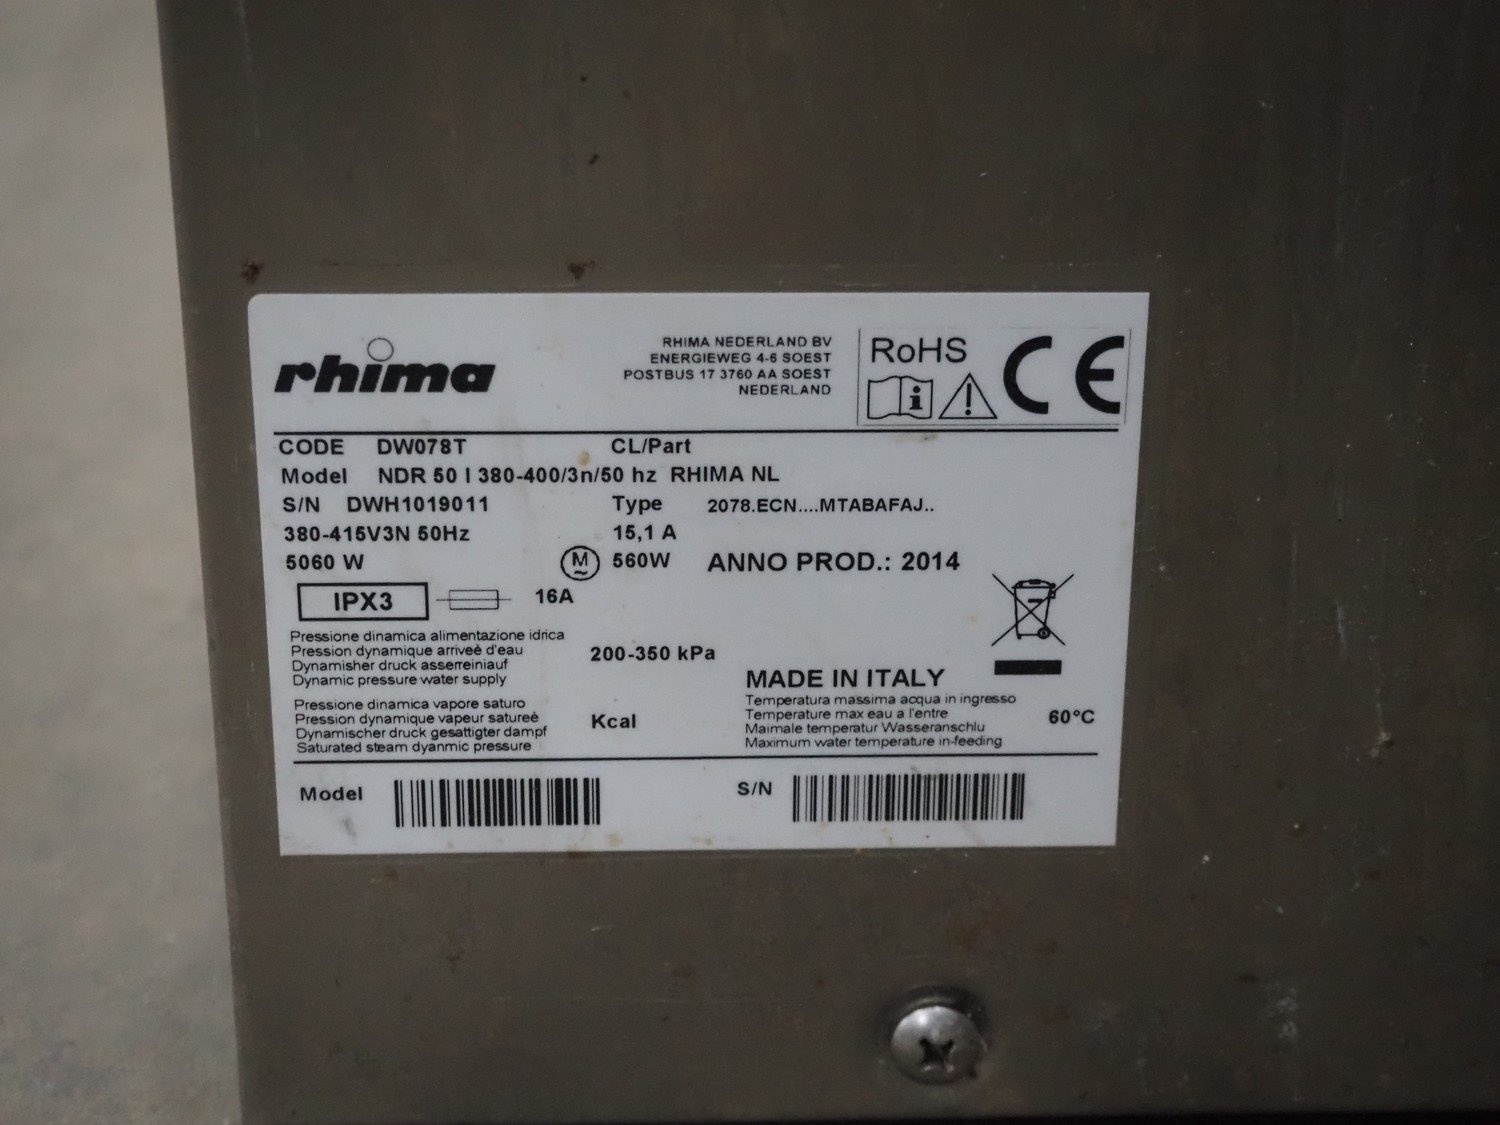 rhima
RHIMA NEDERLAND BV
ENERGIEWEG 4-6 SOEST
POSTBUS 17 3760 AA SOEST
NEDERLAND
RoHS
i
CE
CODE DW078T CL/Part
Model NDR 50 I 380-400/3n/50 hz RHIMA NL
S/N DWH1019011 Type 2078.ECN....MTABAFAJ..
380-415V3N 50Hz 15,1 A
5060 W M 560W ANNO PROD.: 2014
IPX3 16A
Pressione dinamica alimentazione idrica
Pression dynamique arriveè d'eau
Dynamisher druck asserreiniauf
Dynamic pressure water supply
200-350 kPa
Pressione dinamica vapore saturo
Pression dynamique vapeur satureè
Dynamischer druck gesattigter dampf
Saturated steam dyanmic pressure
Kcal
MADE IN ITALY
Temperatura massima acqua in ingresso
Temperature max eau a l'entre
Maimale temperatur Wasseranschlu
Maximum water temperature in-feeding
60°C
Model S/N